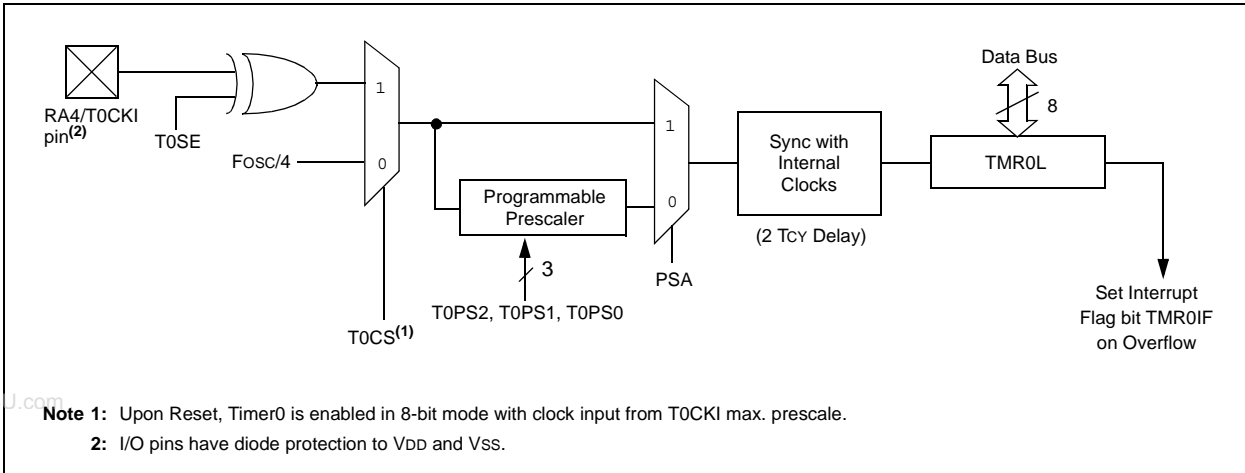 RA4/T0CKI
pin(2)
T0SE
FOSC/4
1
0
T0CS(1)
Programmable
Prescaler
3
T0PS2, T0PS1, T0PS0
1
0
PSA
Sync with
Internal
Clocks
(2 TCY Delay)
Data Bus
8
TMR0L
Set Interrupt
Flag bit TMR0IF
on Overflow
Note 1: Upon Reset, Timer0 is enabled in 8-bit mode with clock input from T0CKI max. prescale.
2: I/O pins have diode protection to VDD and VSS.
U.com